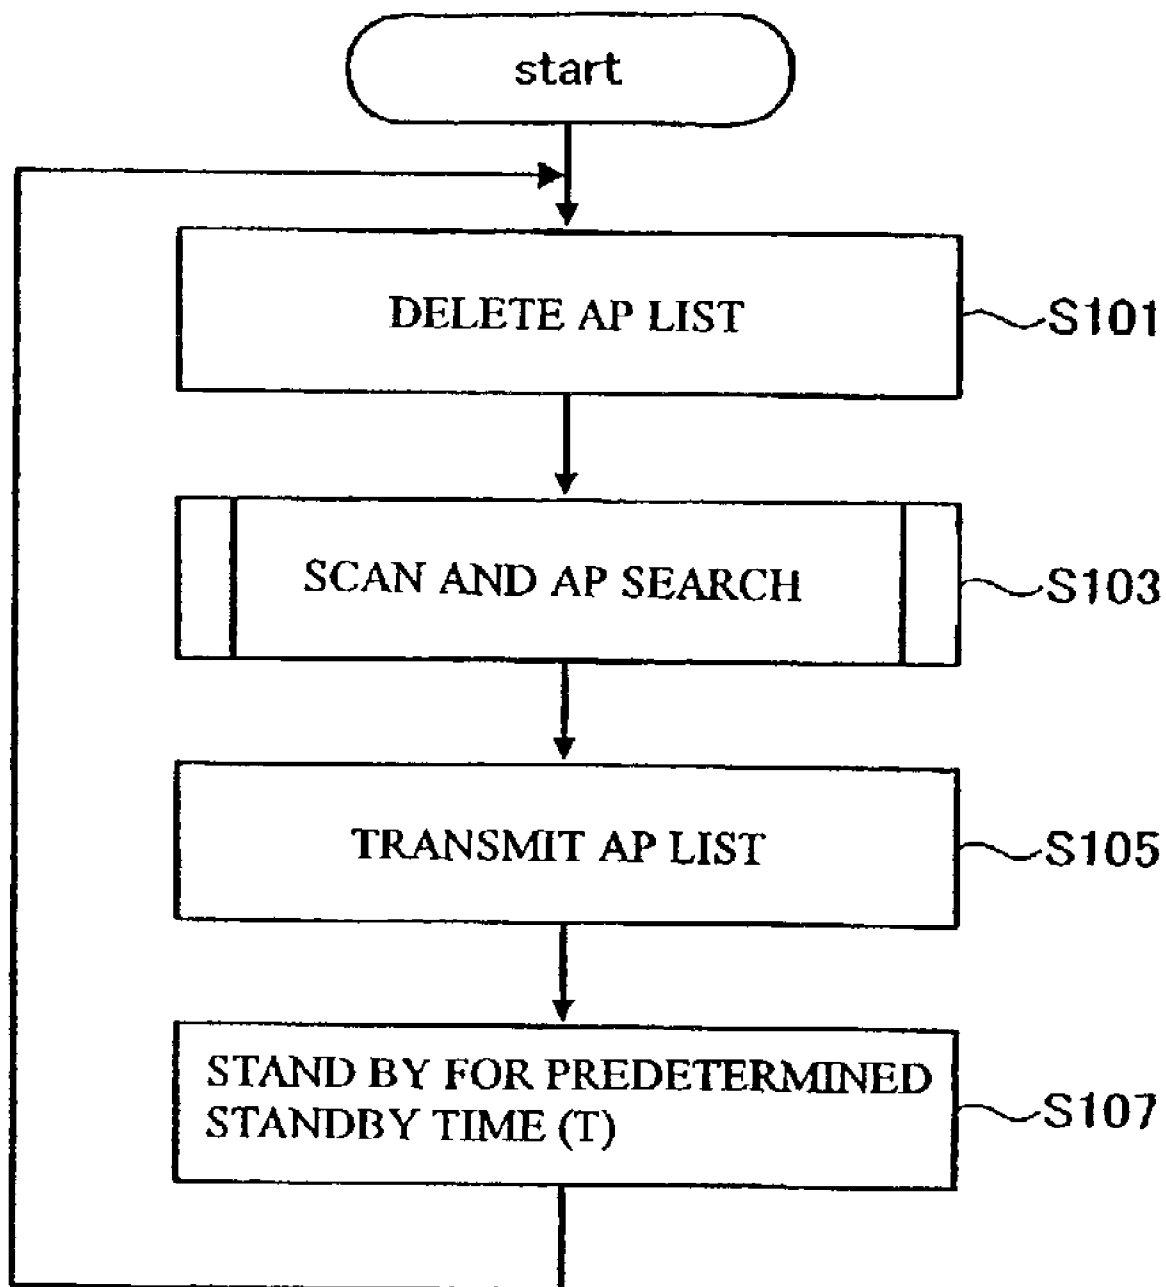 start
DELETE AP LIST
S101
SCAN AND AP SEARCH
S103
TRANSMIT AP LIST
S105
STAND BY FOR PREDETERMINED
STANDBY TIME (T)
S107